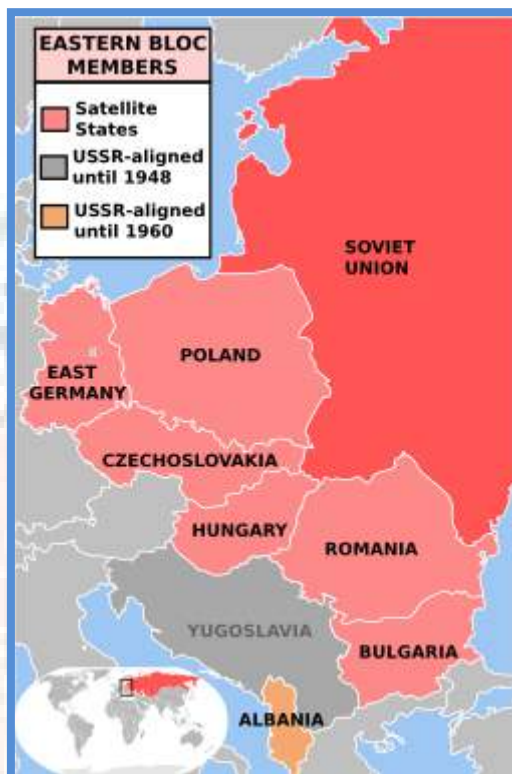 EASTERN BLOC
MEMBERS
Satellite
States
USSR-aligned
until 1948
USSR-aligned
until 1960
SOVIET
UNION
POLAND
EAST
GERMANY
CZECHOSLOVAKIA
HUNGARY
ROMANIA
YUGOSLAVIA
BULGARIA
ALBANIA